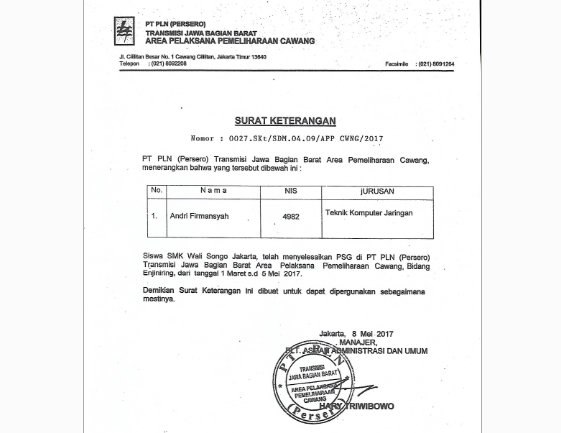 PT PLN (PERSERO)
TRANSMISI JAWA BAGIAN BARAT
AREA PELAKSANA PEMELIHARAAN CAWANG
Jl. Cililitan Besar No. 1 Cawang Cililitan, Jakarta Timur 13640
Telepon : (021) 8092208 Facsimile : (021) 8091264
SURAT KETERANGAN
Nomor : 0027.SKt/SDM.04.09/APP CWNG/2017
PT PLN (Persero) Transmisi Jawa Bagian Barat Area Pemeliharaan Cawang,
menerangkan bahwa yang tersebut dibawah ini :
No. Nama NIS jURUSAN
1. Andri Firmansyah 4982 Teknik Komputer Jaringan
Siswa SMK Wali Songo Jakarta, telah menyelesaikan PSG di PT PLN (Persero)
Transmisi Jawa Bagian Barat Area Pelaksana Pemeliharaan Cawang, Bidang
Enjiniring, dari tanggal 1 Maret s.d 5 Mei 2017.
Demikian Surat Keterangan ini dibuat untuk dapat dipergunakan sebagaimana
mestinya.
Jakarta, 8 Mei 2017
MANAJER,
PLT. ASMAN ADMINISTRASI DAN UMUM
PT PLN
TRANSMISI
JAWA BAGIAN BARAT
AREA PELAKSANA
PEMELIHARAAN
CAWANG
(Persero)
HARY TRIWIBOWO